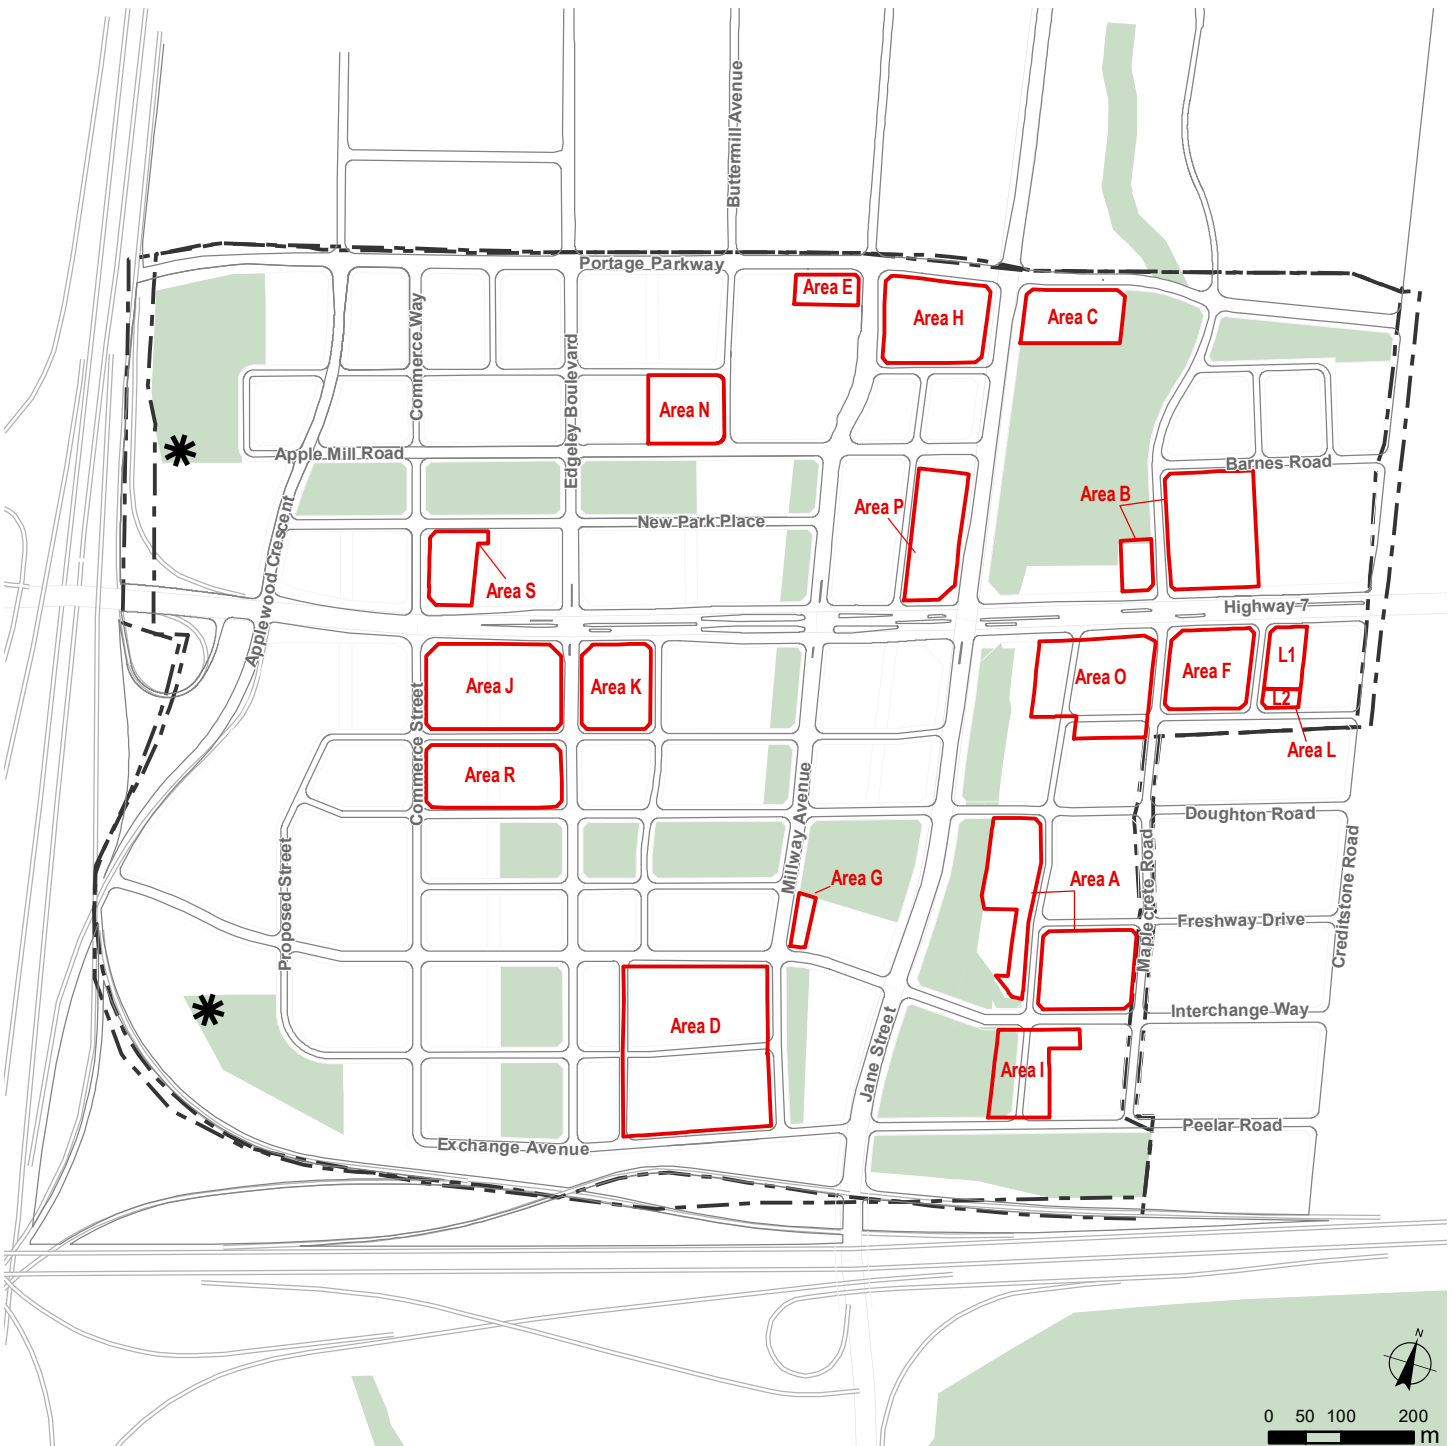 Buttermill Avenue
Portage Parkway
Area E
Area H
Area C
Commerce Way
Edgeley Boulevard
Area N
Apple Mill Road
Barnes Road
Area B
Area P
New Park Place
Applewood Crescent
Area S
Highway 7
Area J
Area K
Area O
Area F
L1
L2
Area L
Commerce Street
Area R
Millway Avenue
Doughton Road
Proposed Street
Area G
Area A
Maplecrete Road
Creditstone Road
Freshway Drive
Interchange Way
Area D
Jane Street
Area I
Peelar Road
Exchange Avenue
N
0 50 100 200
m